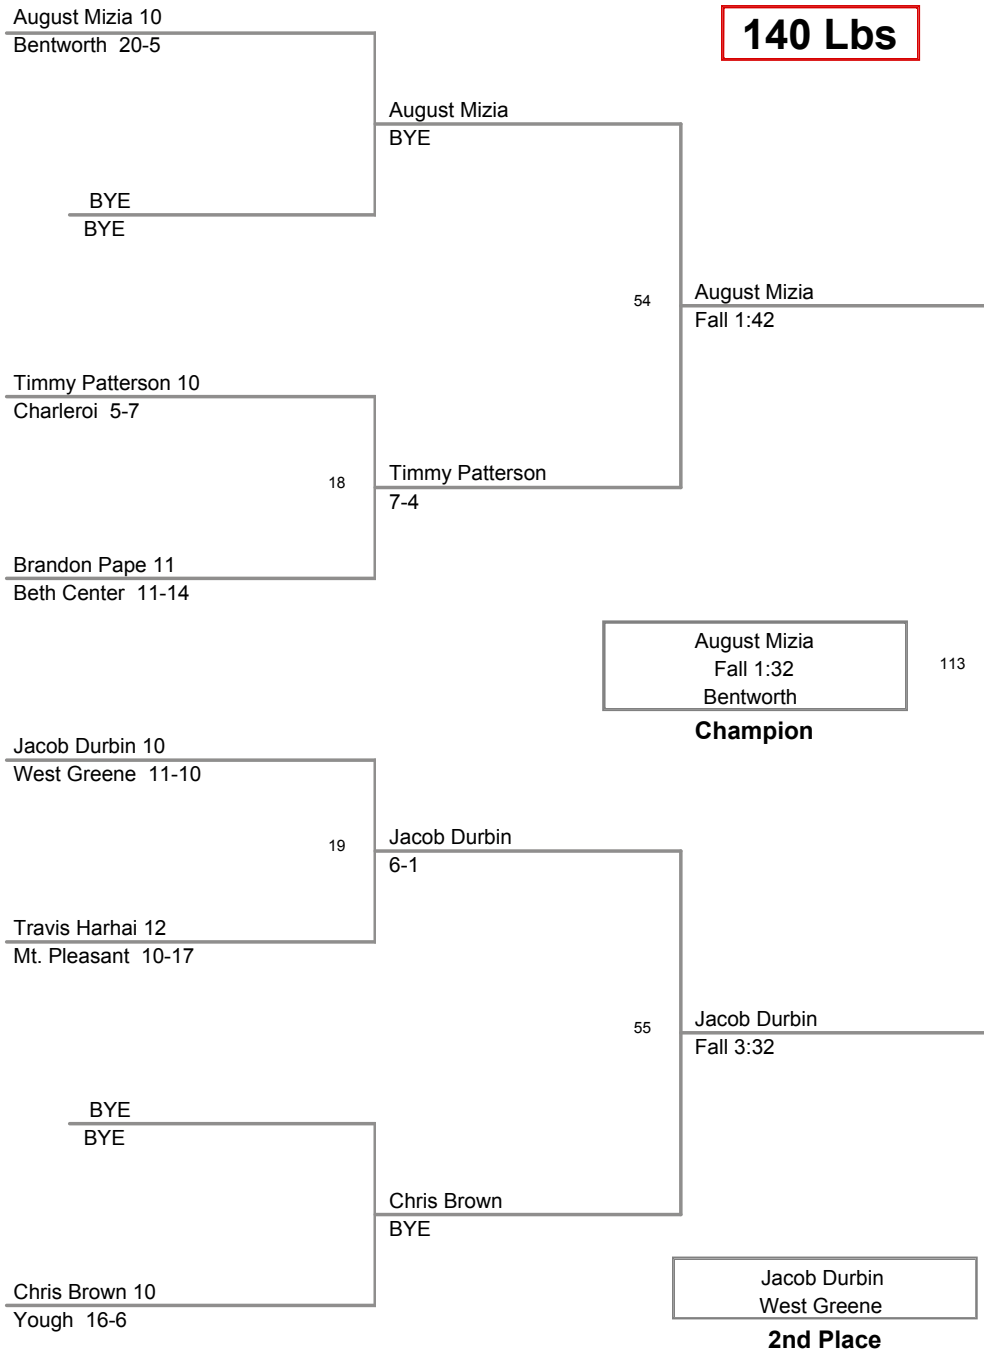 August Mizia 10
Bentworth 20-5
140 Lbs
August Mizia
BYE
BYE
BYE
54
August Mizia
Fall 1:42
Timmy Patterson 10
Charleroi 5-7
18
Timmy Patterson
7-4
Brandon Pape 11
Beth Center 11-14
August Mizia
Fall 1:32
Bentworth
113
Champion
Jacob Durbin 10
West Greene 11-10
19
Jacob Durbin
6-1
Travis Harhai 12
Mt. Pleasant 10-17
55
Jacob Durbin
Fall 3:32
BYE
BYE
Chris Brown
BYE
Chris Brown 10
Yough 16-6
Jacob Durbin
West Greene
2nd Place